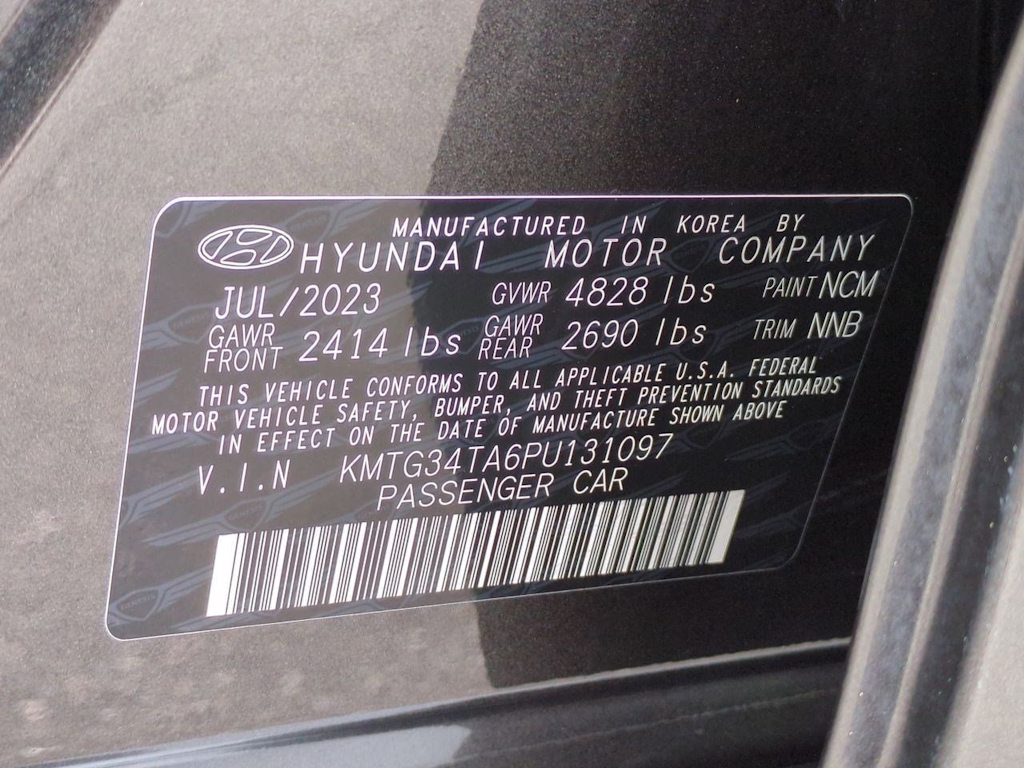 MANUFACTURED IN KOREA BY
HYUNDAI MOTOR COMPANY
JUL/2023 GVWR 4828 lbs PAINT NCM
GAWR FRONT 2414 lbs GAWR REAR 2690 lbs TRIM NNB
THIS VEHICLE CONFORMS TO ALL APPLICABLE U.S.A. FEDERAL
MOTOR VEHICLE SAFETY, BUMPER, AND THEFT PREVENTION STANDARDS
IN EFFECT ON THE DATE OF MANUFACTURE SHOWN ABOVE
V.I.N KMTG34TA6PU131097
PASSENGER CAR